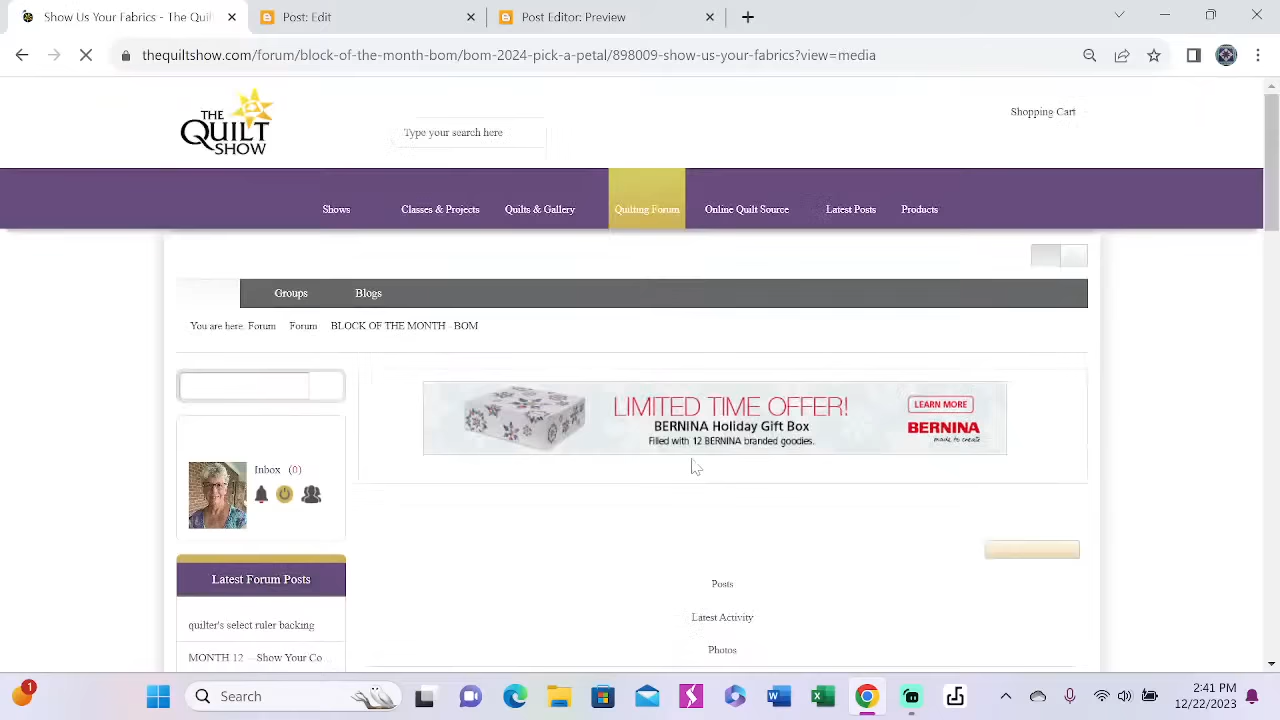 Show Us Your Fabrics - The Quilt
Post: Edit
Post Editor Preview
thequiltshow.com/forum/block-of-the-month-bom/bom-2024-pick-a-petal/898009-show-us-your-fabrics?view=media
THE QUILT SHOW
Type your search here
Shopping Cart
Shows
Classes & Projects
Quilts & Gallery
Quilting Forum
Online Quilt Source
Latest Posts
Products
Groups
Blogs
You are here: Forum
Forum
BLOCK OF THE MONTH - BOM
LIMITED TIME OFFER!
BERNINA Holiday Gift Box
Filled with 12 BERNINA branded goodies.
LEARN MORE
BERNINA
made to create
Inbox (0)
Posts
Latest Activity
Photos
Latest Forum Posts
quilter's select ruler backing
MONTH 12 -- Show Your Co ...
1
Search
2:41 PM
12/22/2023